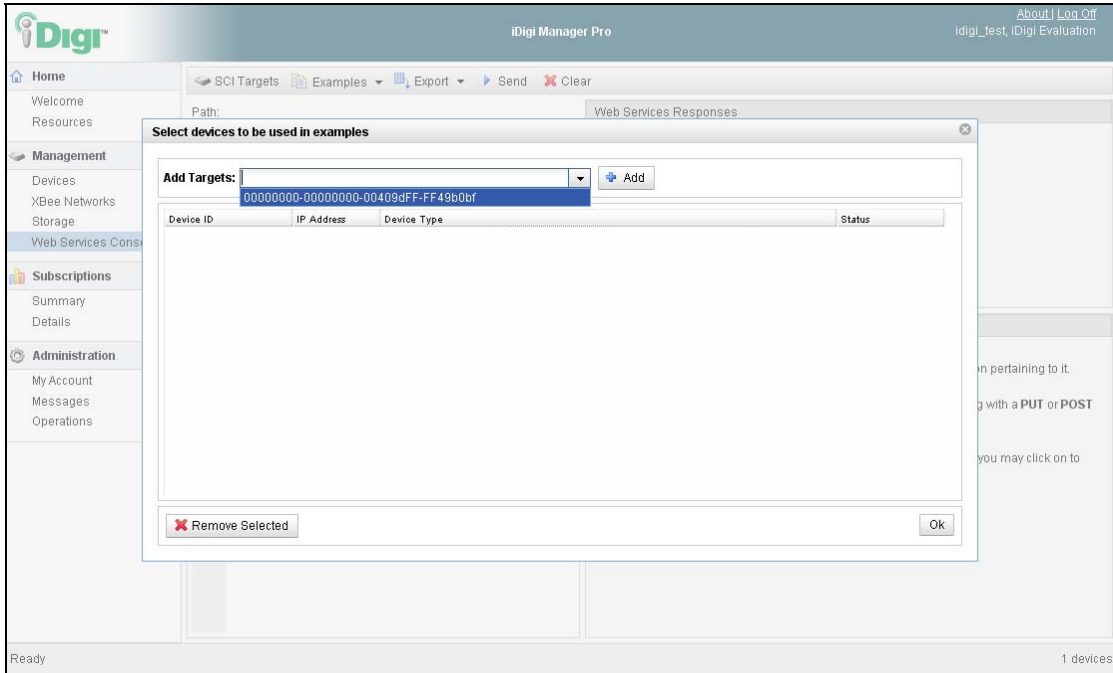 iDigi
iDigi Manager Pro
About | Log Off
idigi_test, iDigi Evaluation
Home
Welcome
Resources
Management
Devices
XBee Networks
Storage
Web Services Cons
Subscriptions
Summary
Details
Administration
My Account
Messages
Operations
SCI Targets Examples Export Send Clear
Path:
Web Services Responses
Select devices to be used in examples
Add Targets: Add
00000000-00000000-00409dFF-FF49b0bf
Device ID IP Address Device Type Status
n pertaining to it.
g with a PUT or POST
you may click on to
Remove Selected Ok
Ready 1 devices